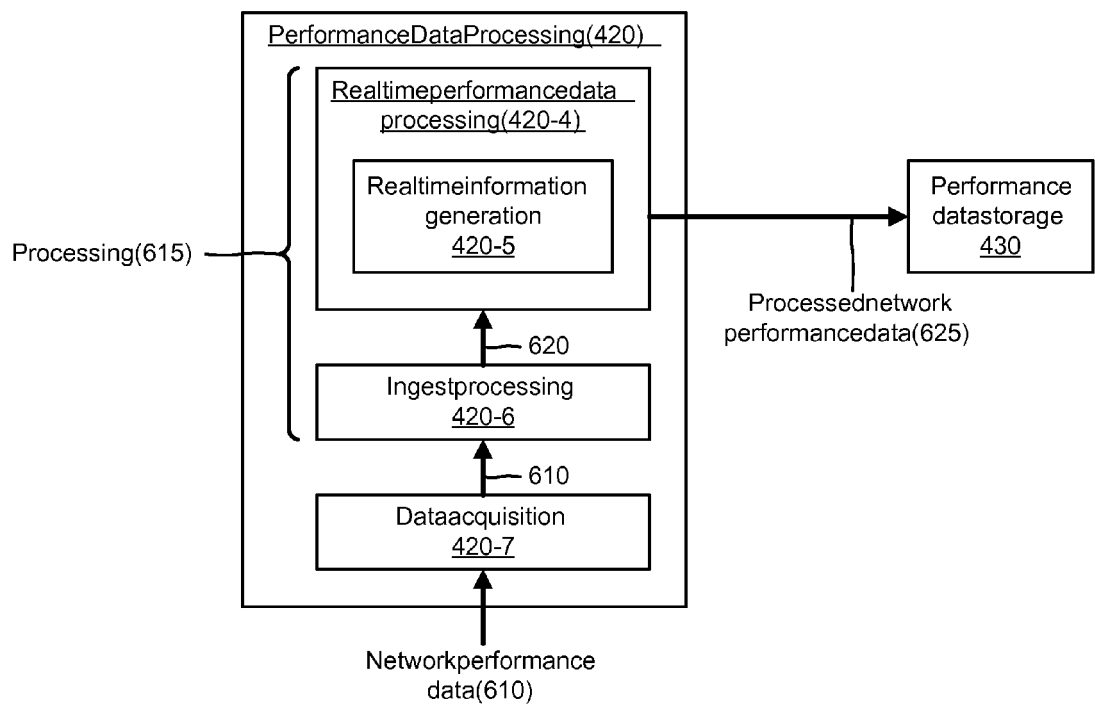 PerformanceDataProcessing(420)
Realtimeperformancedata
processing(420-4)
Realtimeinformation
generation
420-5
Performance
datastorage
430
Processing(615)
Processednetwork
performancedata(625)
620
Ingestprocessing
420-6
610
Dataacquisition
420-7
Networkperformance
data(610)